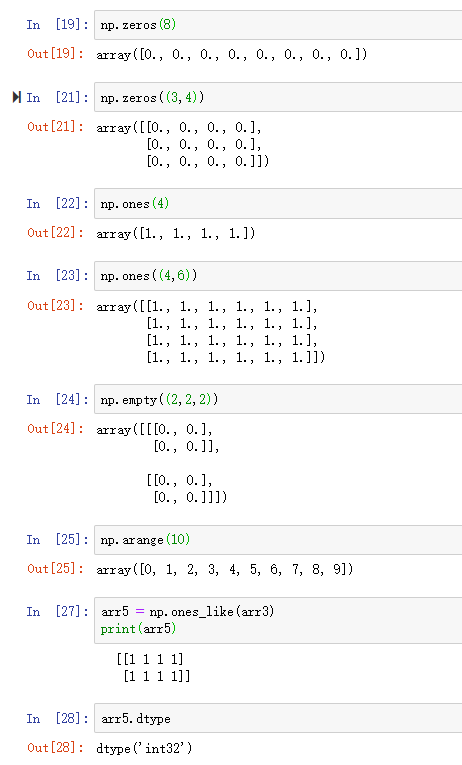 In [19]: np.zeros(8)
Out[19]: array([0., 0., 0., 0., 0., 0., 0., 0.])
In [21]: np.zeros((3,4))
Out[21]: array([[0., 0., 0., 0.],
[0., 0., 0., 0.],
[0., 0., 0., 0.]])
In [22]: np.ones(4)
Out[22]: array([1., 1., 1., 1.])
In [23]: np.ones((4,6))
Out[23]: array([[1., 1., 1., 1., 1., 1.],
[1., 1., 1., 1., 1., 1.],
[1., 1., 1., 1., 1., 1.],
[1., 1., 1., 1., 1., 1.]])
In [24]: np.empty((2,2,2))
Out[24]: array([[[0., 0.],
[0., 0.]],
[[0., 0.],
[0., 0.]]])
In [25]: np.arange(10)
Out[25]: array([0, 1, 2, 3, 4, 5, 6, 7, 8, 9])
In [27]: arr5 = np.ones_like(arr3)
print(arr5)
[[1 1 1 1]
[1 1 1 1]]
In [28]: arr5.dtype
Out[28]: dtype('int32')